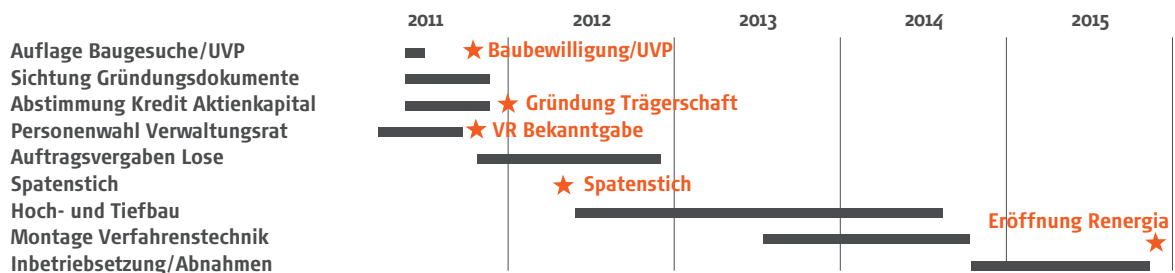 2011 2012 2013 2014 2015
Auflage Baugesuche/UVP Baubewilligung/UVP
Sichtung Gründungsdokumente
Abstimmung Kredit Aktienkapital Gründung Trägerschaft
Personenwahl Verwaltungsrat VR Bekanntgabe
Auftragsvergaben Lose
Spatenstich Spatenstich
Hoch- und Tiefbau Eröffnung Renergia
Montage Verfahrenstechnik
Inbetriebsetzung/Abnahmen